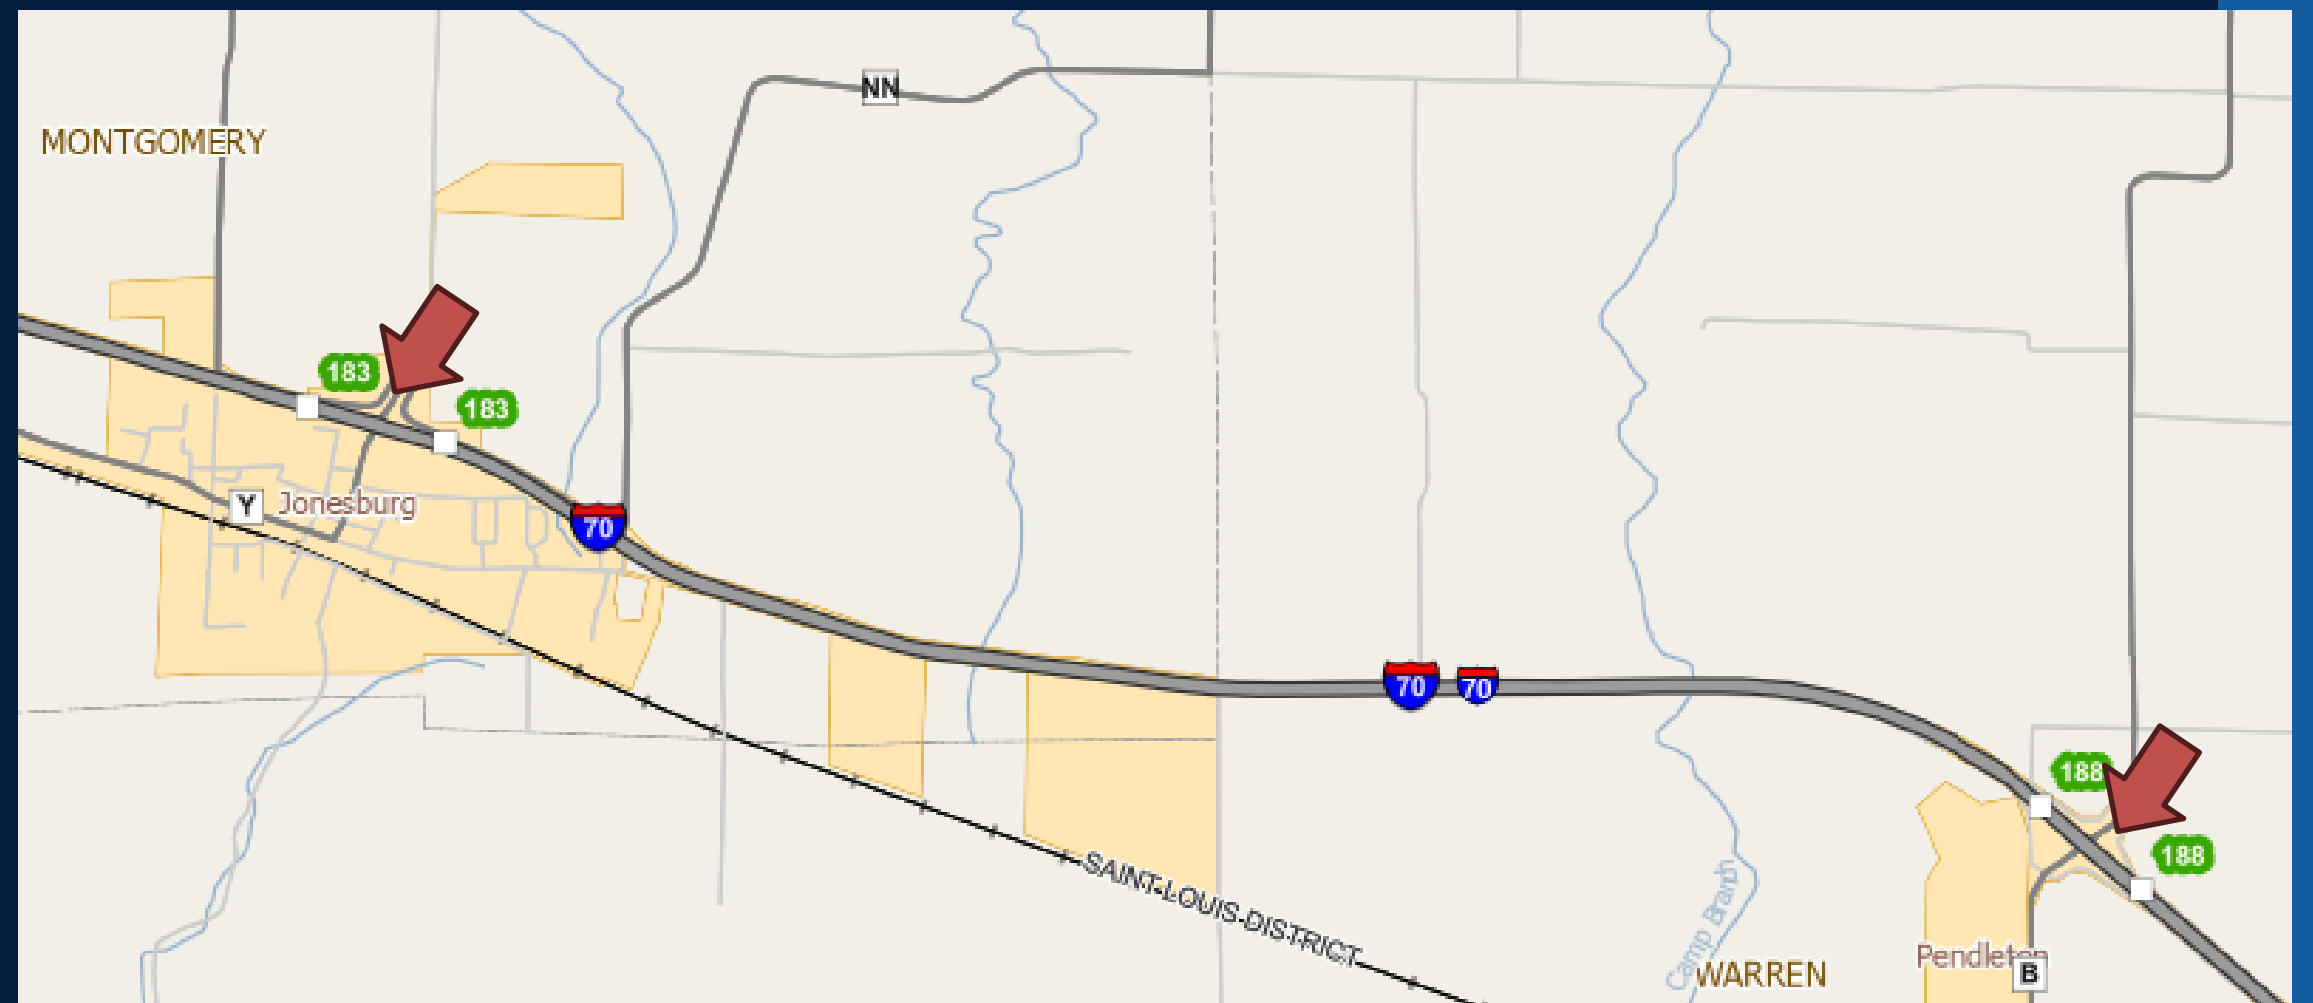 NN
MONTGOMERY
183
183
Y
Jonesburg
70
70
70
188
188
SAINT LOUIS DISTRICT
Camp Branch
WARREN
Pendleton
B